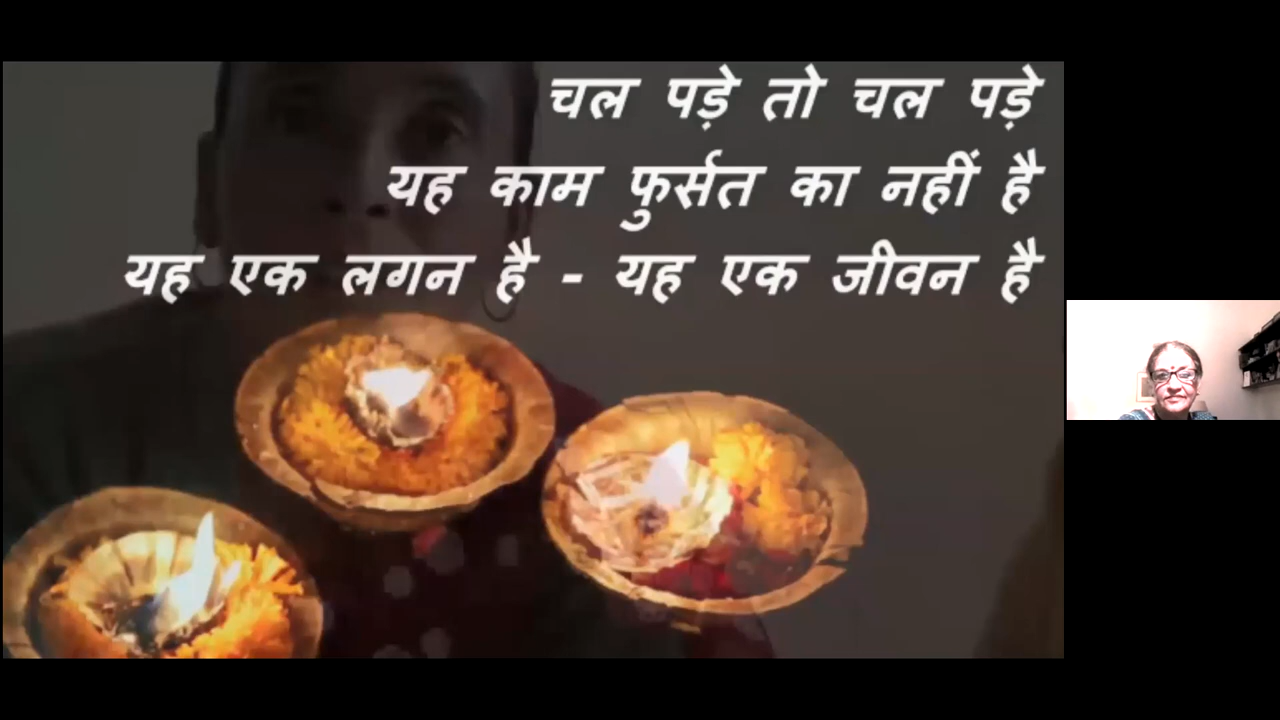 चल पड़े तो चल पड़े
यह काम फुर्सत का नहीं है
यह एक लगन है - यह एक जीवन है